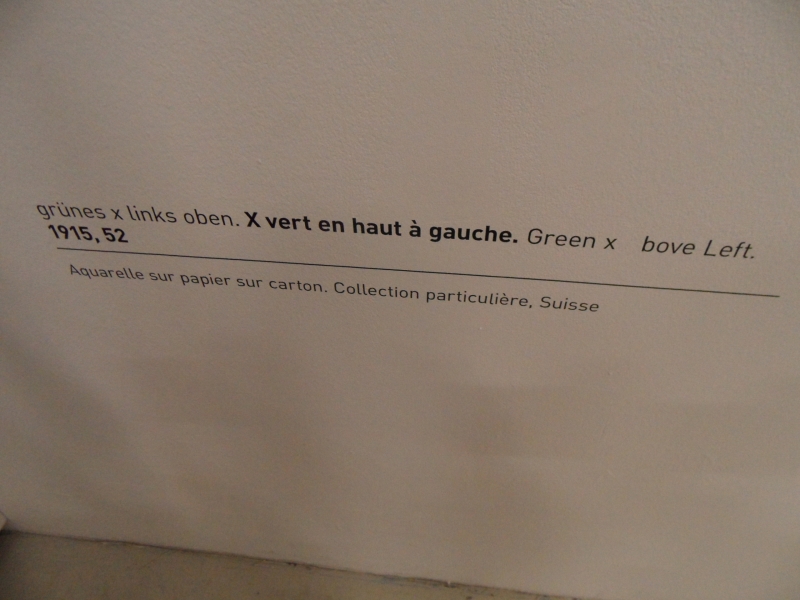 grünes x links oben. X vert en haut à gauche. Green x bove Left.
1915, 52
Aquarelle sur papier sur carton. Collection particulière, Suisse